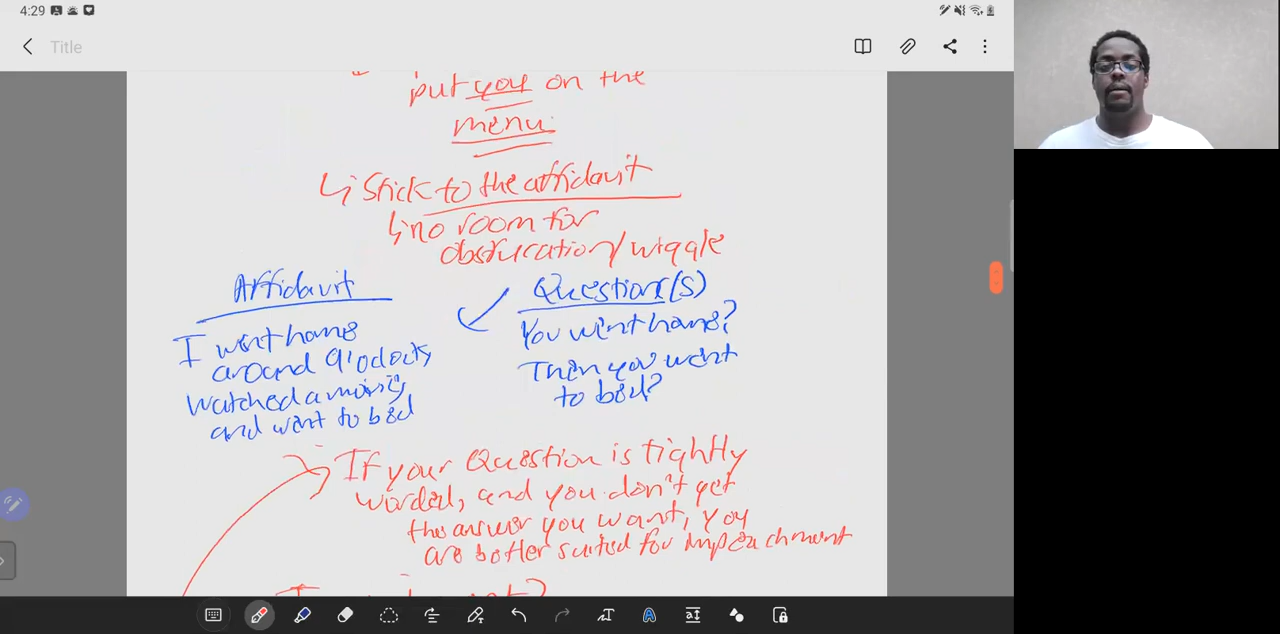 4:29
Title
put you on the
menu
↳ Stick to the affidavit
↳ no room for
obsfucation/wiggle
Affidavit
Question(s)
I went home
around 9 o'clock,
watched a movie,
and went to bed
You went home?
Then you went
to bed?
If your Question is tightly
worded, and you don't get
the answer you want, you
are better suited for impeachment